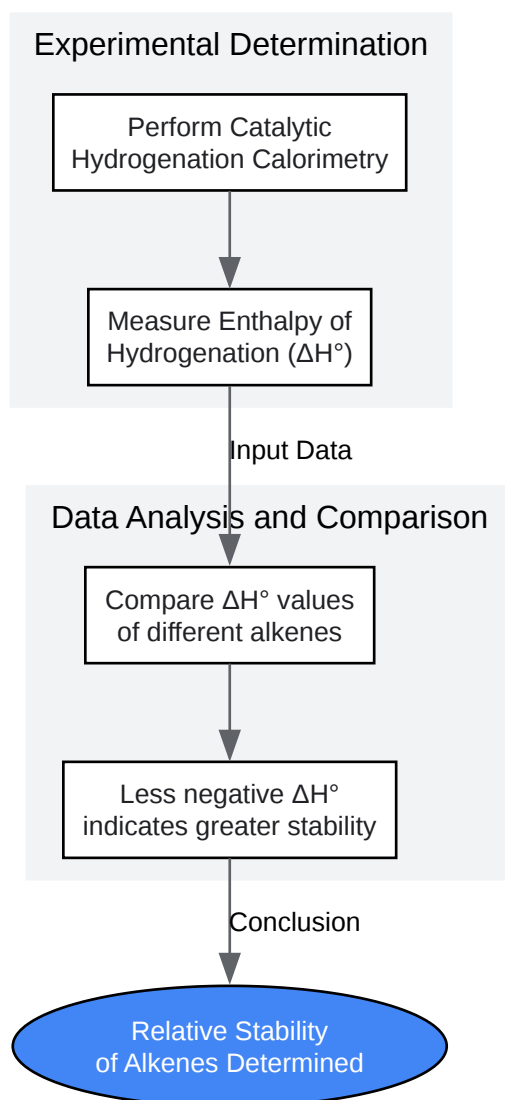 Experimental Determination
Perform Catalytic
Hydrogenation Calorimetry
Measure Enthalpy of
Hydrogenation (ΔH°)
Input Data
Data Analysis and Comparison
Compare ΔH° values
of different alkenes
Less negative ΔH°
indicates greater stability
Conclusion
Relative Stability
of Alkenes Determined